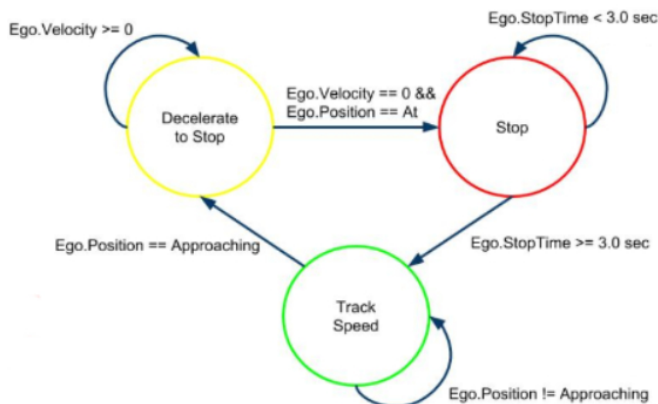 Ego.StopTime < 3.0 sec
Ego.Velocity >= 0
Ego.Velocity == 0 &&
Ego.Position == At
Decelerate
to Stop
Stop
Ego.Position == Approaching
Ego.StopTime >= 3.0 sec
Track
Speed
Ego.Position != Approaching